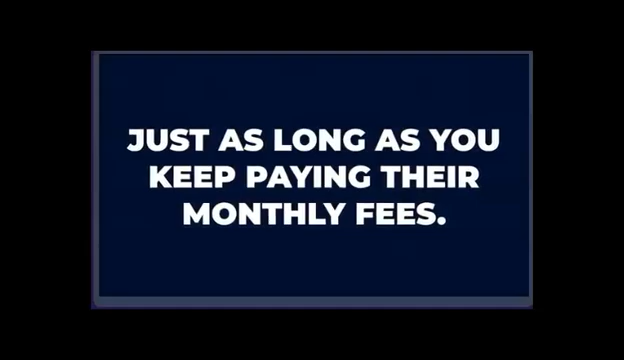 JUST AS LONG AS YOU
KEEP PAYING THEIR
MONTHLY FEES.